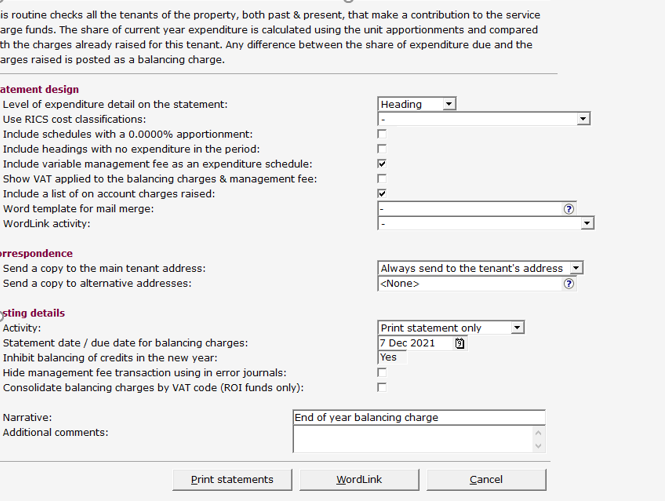 is routine checks all the tenants of the property, both past & present, that make a contribution to the service
arge funds. The share of current year expenditure is calculated using the unit apportionments and compared
th the charges already raised for this tenant. Any difference between the share of expenditure due and the
arges raised is posted as a balancing charge.
atement design
Level of expenditure detail on the statement: Heading
Use RICS cost classifications: -
Include schedules with a 0.0000% apportionment:
Include headings with no expenditure in the period:
Include variable management fee as an expenditure schedule:
Show VAT applied to the balancing charges & management fee:
Include a list of on account charges raised:
Word template for mail merge: - ?
WordLink activity: -
orrespondence
Send a copy to the main tenant address: Always send to the tenant's address
Send a copy to alternative addresses: <None> ?
sting details
Activity: Print statement only
Statement date / due date for balancing charges: 7 Dec 2021
Inhibit balancing of credits in the new year: Yes
Hide management fee transaction using in error journals:
Consolidate balancing charges by VAT code (ROI funds only):
Narrative: End of year balancing charge
Additional comments:
Print statements WordLink Cancel